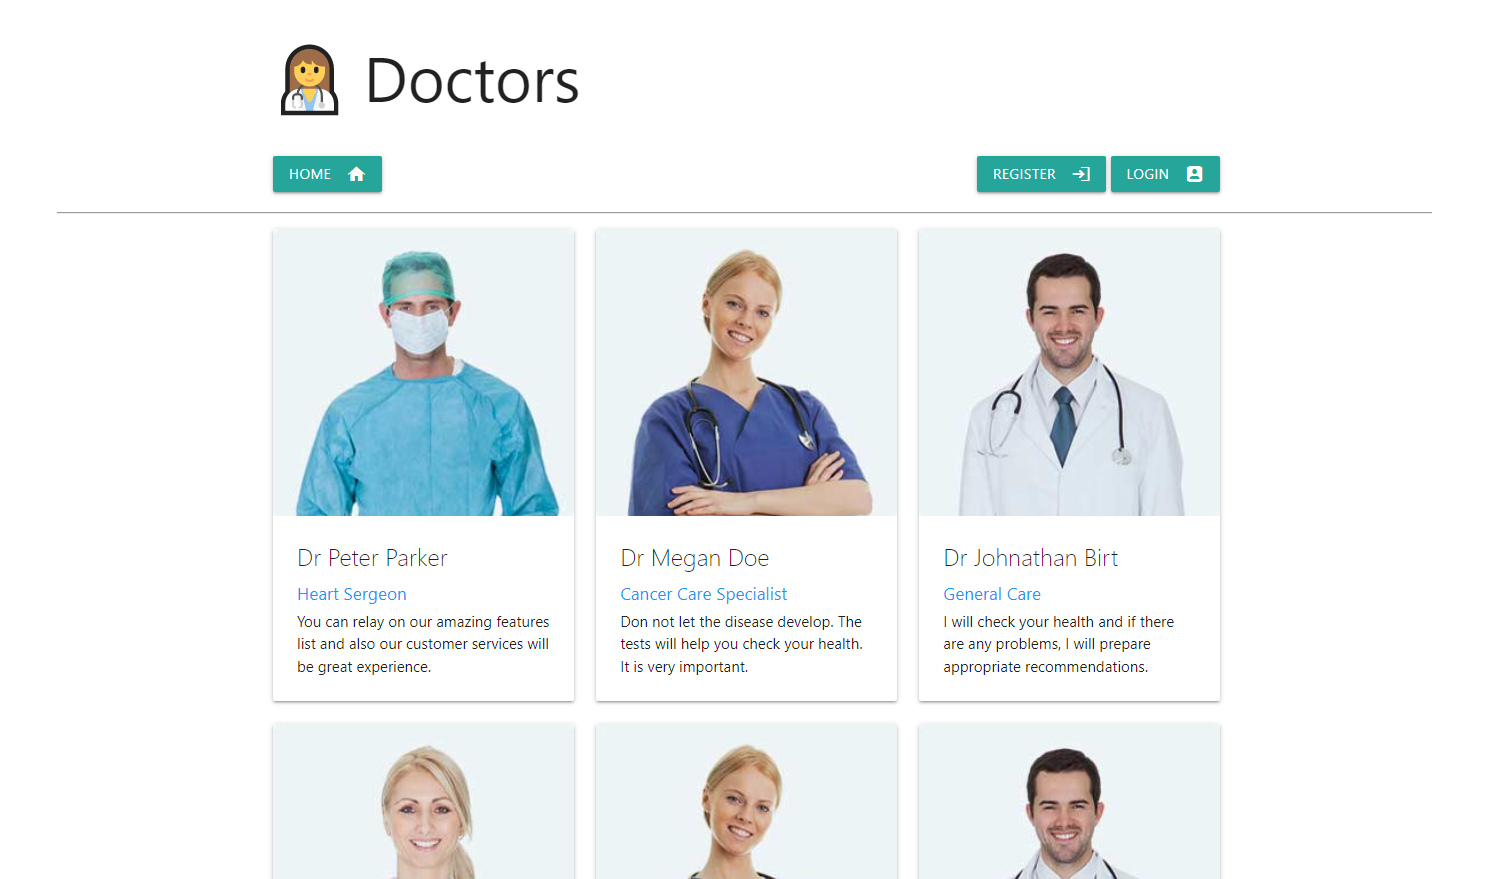 Doctors
HOME
REGISTER
LOGIN
Dr Peter Parker
Heart Sergeon
You can relay on our amazing features
list and also our customer services will
be great experience.
Dr Megan Doe
Cancer Care Specialist
Don not let the disease develop. The
tests will help you check your health.
It is very important.
Dr Johnathan Birt
General Care
I will check your health and if there
are any problems, I will prepare
appropriate recommendations.